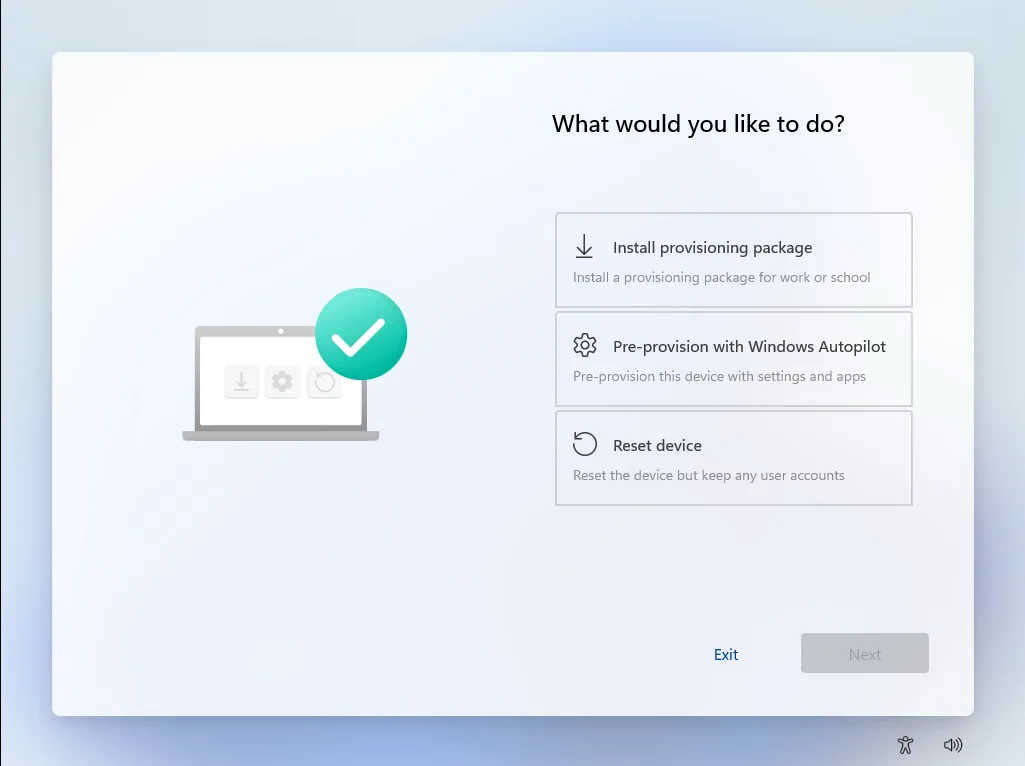 What would you like to do?
Install provisioning package
Install a provisioning package for work or school
Pre-provision with Windows Autopilot
Pre-provision this device with settings and apps
Reset device
Reset the device but keep any user accounts
Exit
Next